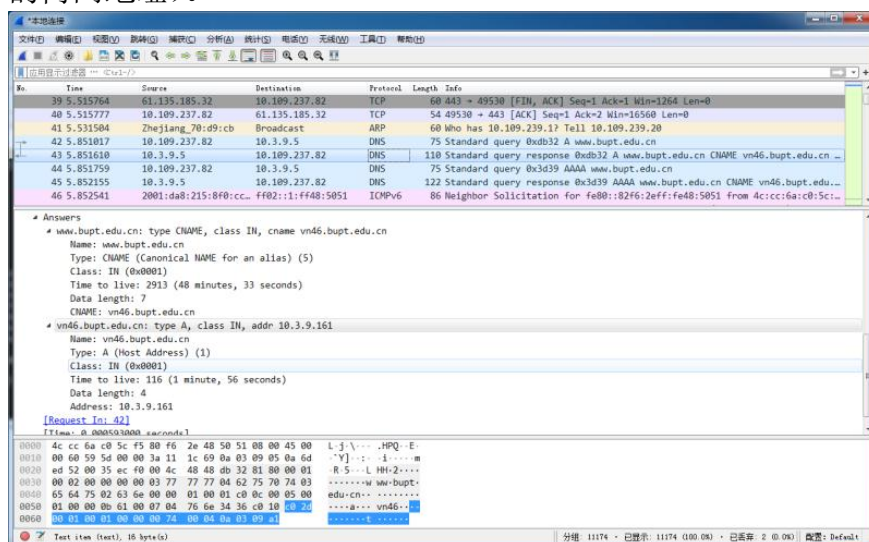 *本地连接
文件(F) 编辑(E) 视图(V) 跳转(G) 捕获(C) 分析(A) 统计(S) 电话(Y) 无线(W) 工具(T) 帮助(H)
应用显示过滤器 … <Ctrl-/>
No. Time Source Destination Protocol Length Info
39 5.515764 61.135.185.32 10.109.237.82 TCP 60 443 → 49530 [FIN, ACK] Seq=1 Ack=1 Win=1264 Len=0
40 5.515777 10.109.237.82 61.135.185.32 TCP 54 49530 → 443 [ACK] Seq=1 Ack=2 Win=16560 Len=0
41 5.531504 Zhejiang_70:d9:cb Broadcast ARP 60 Who has 10.109.239.1? Tell 10.109.239.20
42 5.851017 10.109.237.82 10.3.9.5 DNS 75 Standard query 0xdb32 A www.bupt.edu.cn
43 5.851610 10.3.9.5 10.109.237.82 DNS 110 Standard query response 0xdb32 A www.bupt.edu.cn CNAME vn46.bupt.edu.cn …
44 5.851759 10.109.237.82 10.3.9.5 DNS 75 Standard query 0x3d39 AAAA www.bupt.edu.cn
45 5.852155 10.3.9.5 10.109.237.82 DNS 122 Standard query response 0x3d39 AAAA www.bupt.edu.cn CNAME vn46.bupt.edu.…
46 5.852541 2001:da8:215:8f0:cc… ff02::1:ff48:5051 ICMPv6 86 Neighbor Solicitation for fe80::82f6:2eff:fe48:5051 from 4c:cc:6a:c0:5c:…
Answers
www.bupt.edu.cn: type CNAME, class IN, cname vn46.bupt.edu.cn
Name: www.bupt.edu.cn
Type: CNAME (Canonical NAME for an alias) (5)
Class: IN (0x0001)
Time to live: 2913 (48 minutes, 33 seconds)
Data length: 7
CNAME: vn46.bupt.edu.cn
vn46.bupt.edu.cn: type A, class IN, addr 10.3.9.161
Name: vn46.bupt.edu.cn
Type: A (Host Address) (1)
Class: IN (0x0001)
Time to live: 116 (1 minute, 56 seconds)
Data length: 4
Address: 10.3.9.161
[Request In: 42]
[Time: 0.000593000 seconds]
0000 4c cc 6a c0 5c f5 80 f6 2e 48 50 51 08 00 45 00 L·j·\··· .HPQ··E·
0010 00 60 59 5d 00 00 3a 11 1c 69 0a 03 09 05 0a 6d ·`Y]··:· ·i·····m
0020 ed 52 00 35 ec f0 00 4c 48 48 db 32 81 80 00 01 ·R·5···L HH·2····
0030 00 02 00 00 00 00 03 77 77 77 04 62 75 70 74 03 ·······w ww·bupt·
0040 65 64 75 02 63 6e 00 00 01 00 01 c0 0c 00 05 00 edu·cn·· ········
0050 01 00 00 0b 61 00 07 04 76 6e 34 36 c0 10 c0 2d ····a··· vn46···-
0060 00 01 00 01 00 00 00 74 00 04 0a 03 09 a1 ·······t ······
Text item (text), 16 byte(s)
分组: 11174 · 已显示: 11174 (100.0%) · 已丢弃: 2 (0.0%)
配置: Default